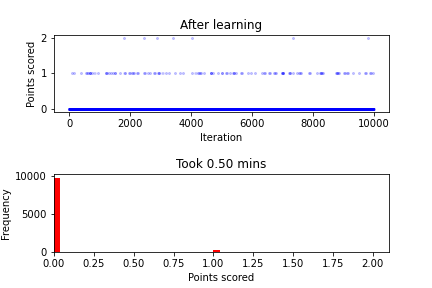 After learning
2
1
0
Points scored
0 2000 4000 6000 8000 10000
Iteration
Took 0.50 mins
10000
5000
0
Frequency
0.00 0.25 0.50 0.75 1.00 1.25 1.50 1.75 2.00
Points scored